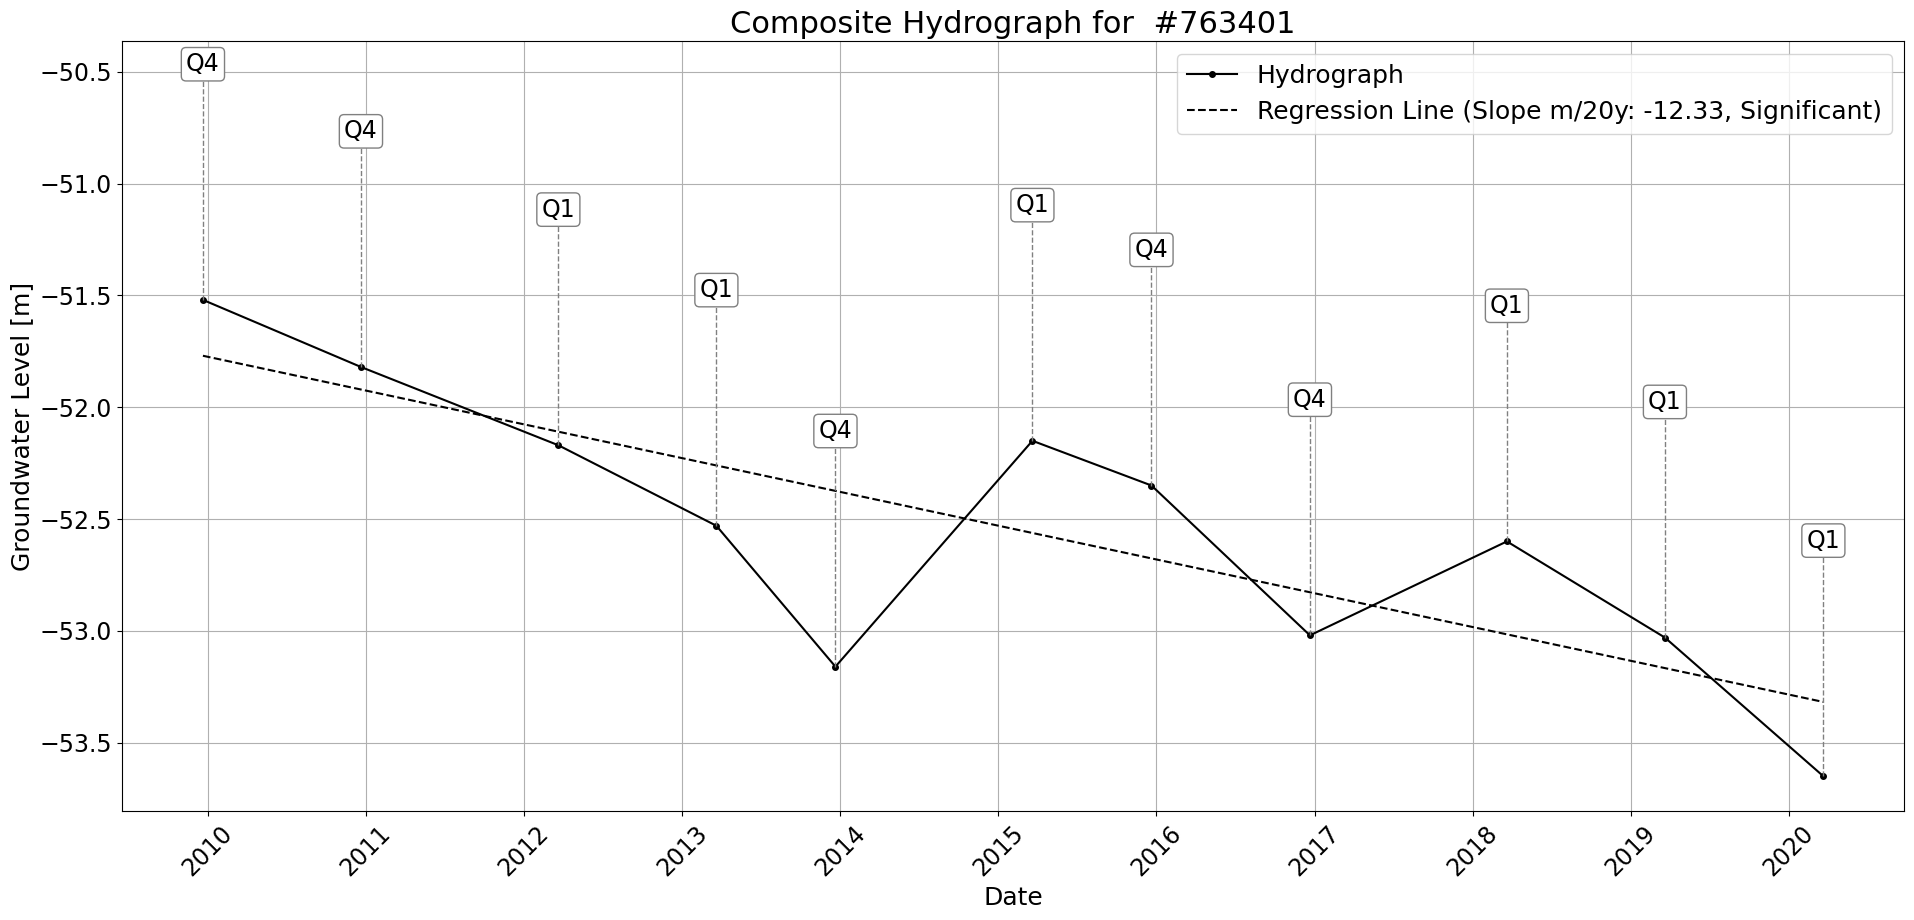 Composite Hydrograph for #763401
Hydrograph
Regression Line (Slope m/20y: -12.33, Significant)
Groundwater Level [m]
−50.5
−51.0
−51.5
−52.0
−52.5
−53.0
−53.5
Q4
Q4
Q1
Q1
Q4
Q1
Q4
Q4
Q1
Q1
Q1
2010
2011
2012
2013
2014
2015
2016
2017
2018
2019
2020
Date